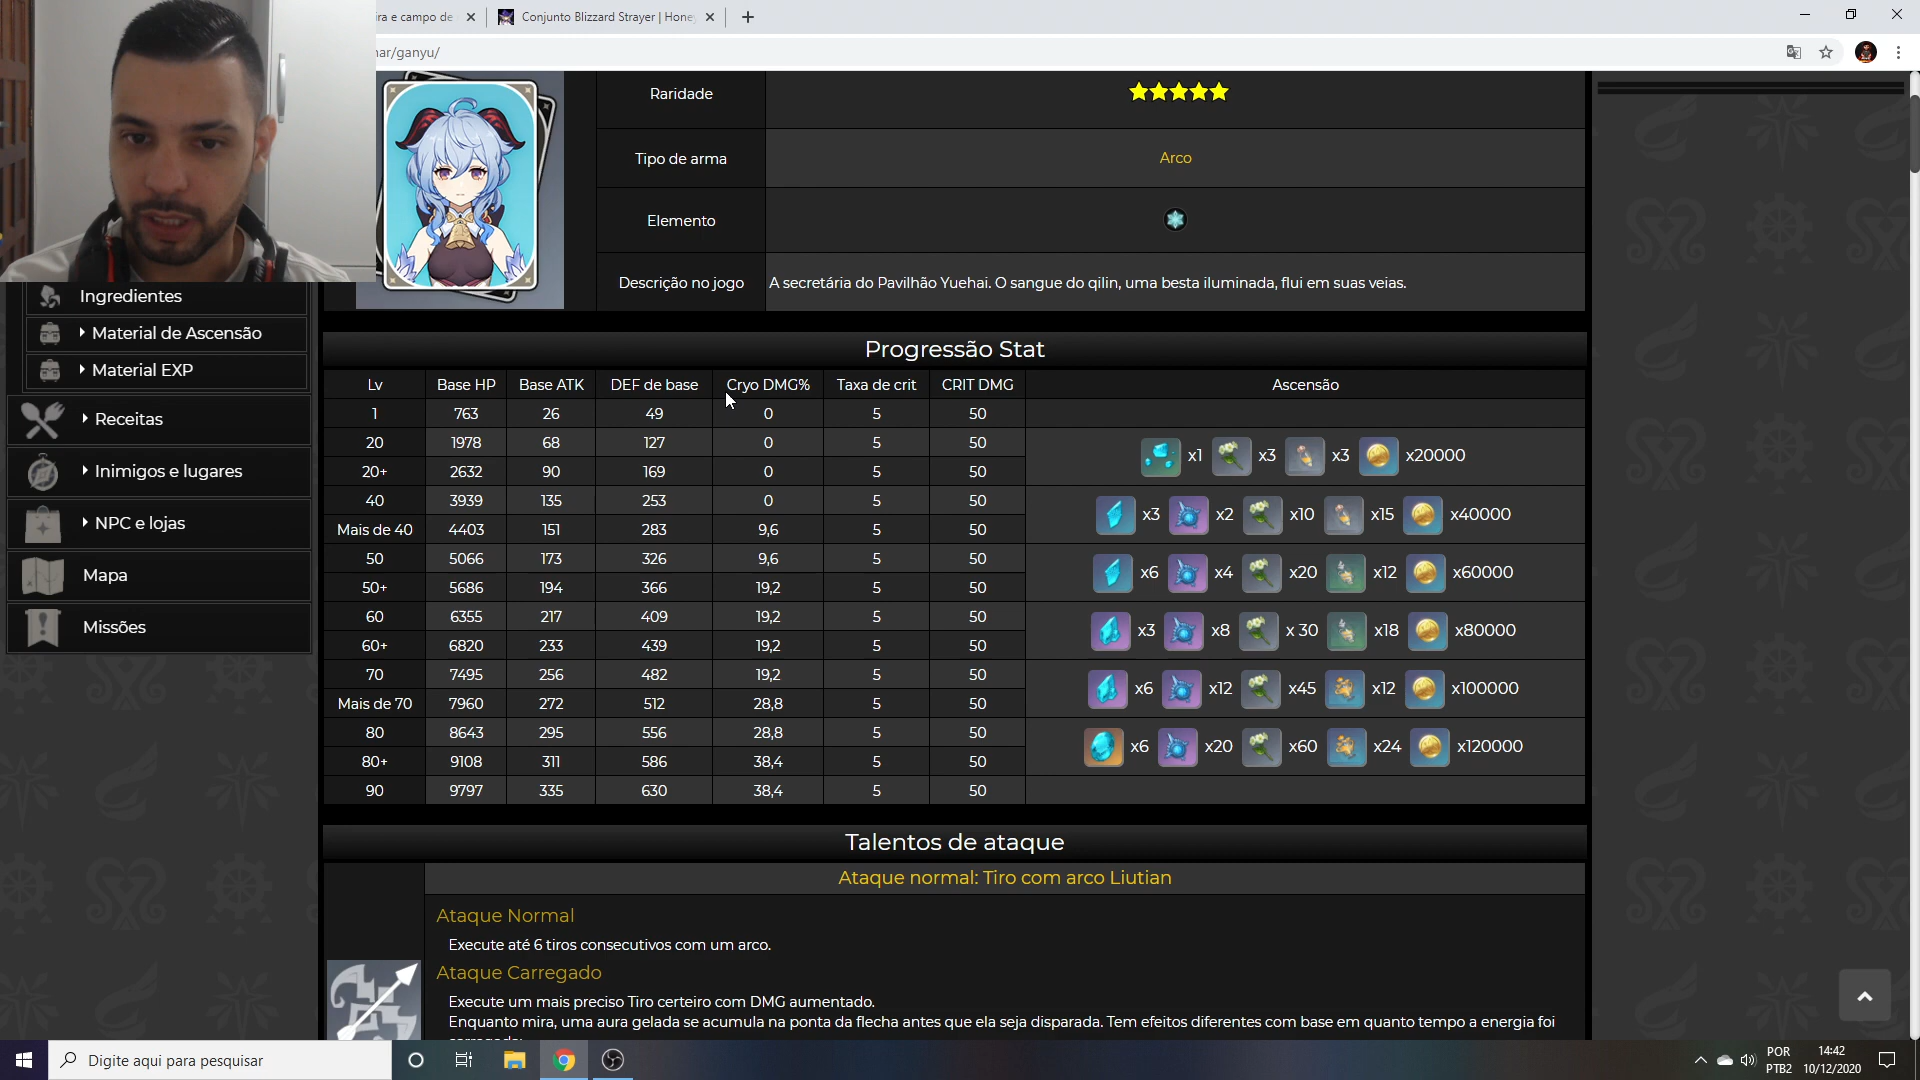 ira e campo de
Conjunto Blizzard Strayer | Hone
nar/ganyu/
Raridade
Tipo de arma
Arco
Elemento
Descrição no jogo
A secretária do Pavilhão Yuehai. O sangue do qilin, uma besta iluminada, flui em suas veias.
Ingredientes
Material de Ascensão
Material EXP
Receitas
Inimigos e lugares
NPC e lojas
Mapa
Missões
Progressão Stat
Lv Base HP Base ATK DEF de base Cryo DMG% Taxa de crit CRIT DMG Ascensão
1 763 26 49 0 5 50
20 1978 68 127 0 5 50
x1 x3 x3 x20000
20+ 2632 90 169 0 5 50
40 3939 135 253 0 5 50
x3 x2 x10 x15 x40000
Mais de 40 4403 151 283 9,6 5 50
50 5066 173 326 9,6 5 50
x6 x4 x20 x12 x60000
50+ 5686 194 366 19,2 5 50
60 6355 217 409 19,2 5 50
x3 x8 x 30 x18 x80000
60+ 6820 233 439 19,2 5 50
70 7495 256 482 19,2 5 50
x6 x12 x45 x12 x100000
Mais de 70 7960 272 512 28,8 5 50
80 8643 295 556 28,8 5 50
x6 x20 x60 x24 x120000
80+ 9108 311 586 38,4 5 50
90 9797 335 630 38,4 5 50
Talentos de ataque
Ataque normal: Tiro com arco Liutian
Ataque Normal
Execute até 6 tiros consecutivos com um arco.
Ataque Carregado
Execute um mais preciso Tiro certeiro com DMG aumentado.
Enquanto mira, uma aura gelada se acumula na ponta da flecha antes que ela seja disparada. Tem efeitos diferentes com base em quanto tempo a energia foi
Digite aqui para pesquisar
POR
PTB2
14:42
10/12/2020